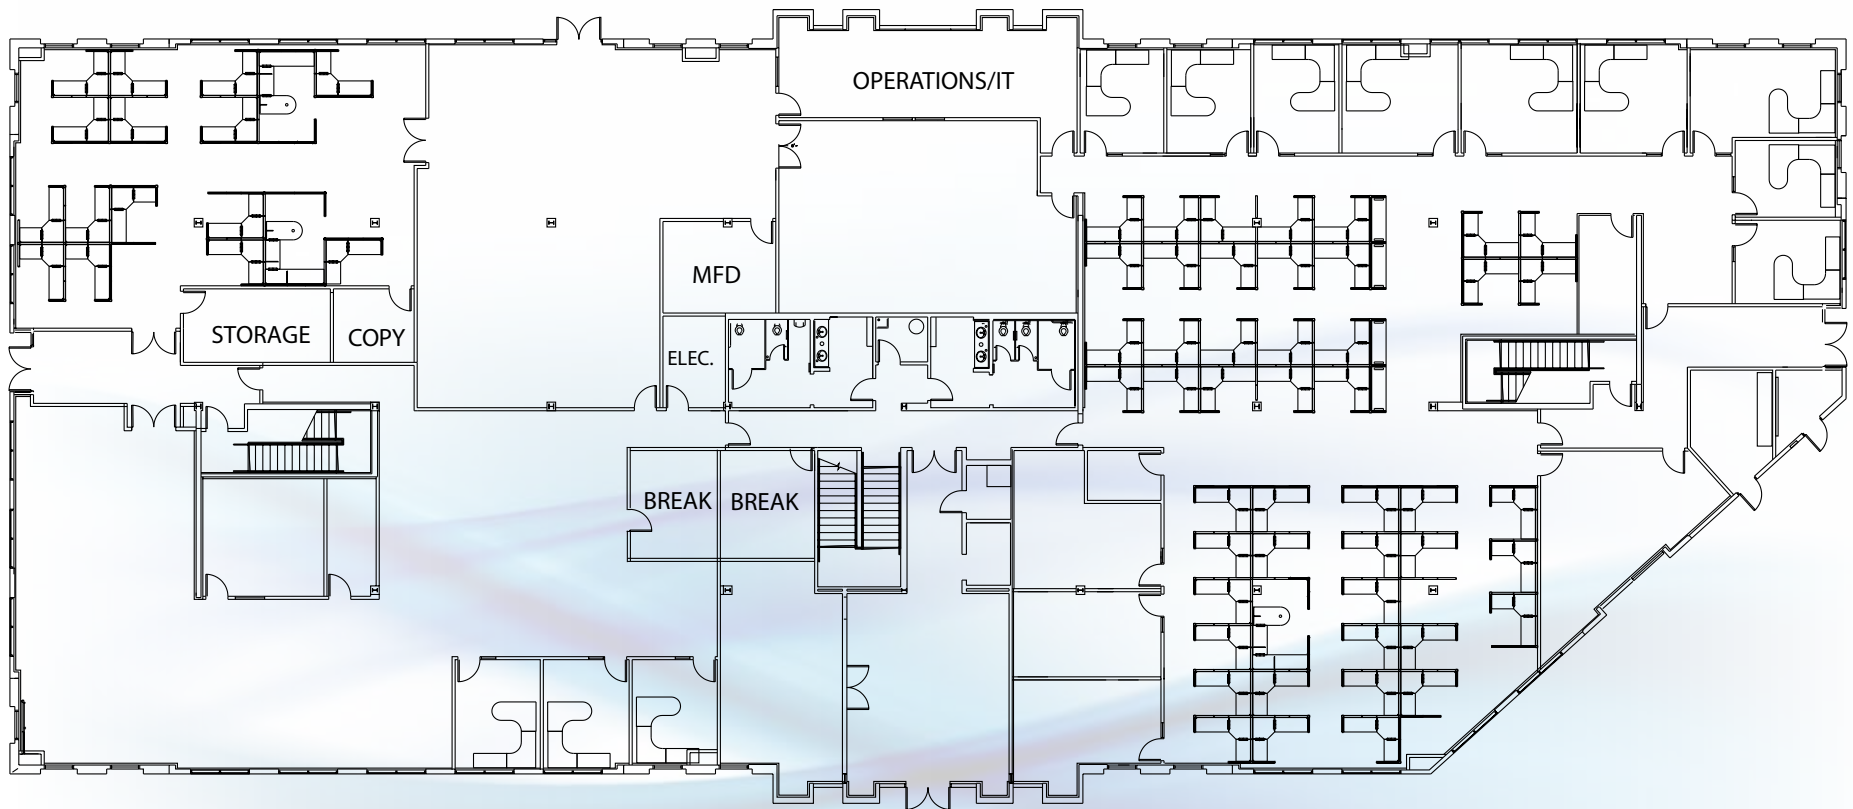 OPERATIONS/IT
MFD
STORAGE
COPY
ELEC.
BREAK
BREAK